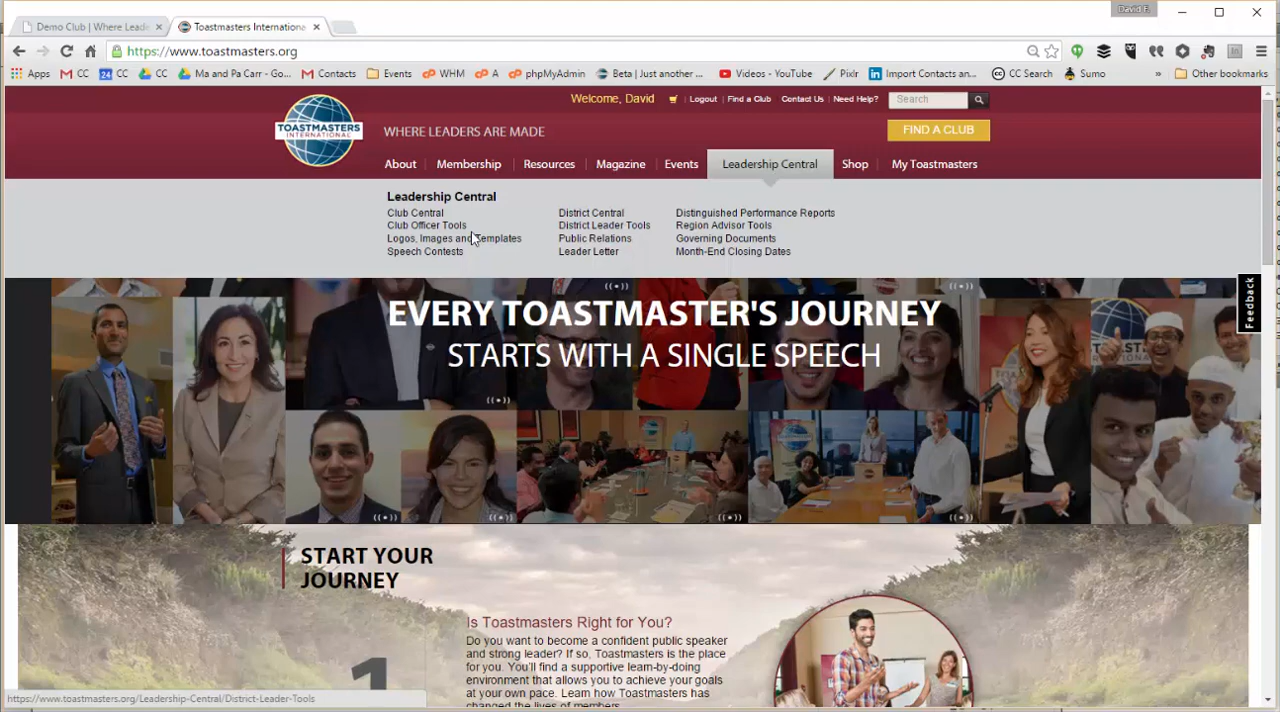 David E.
Demo Club | Where Leade
Toastmasters Internationa
https://www.toastmasters.org
Apps CC CC CC Ma and Pa Carr - Go... Contacts Events WHM A phpMyAdmin Beta | Just another ... Videos - YouTube Pixlr Import Contacts an... CC Search Sumo » Other bookmarks
Welcome, David Logout Find a Club Contact Us Need Help? Search
TOASTMASTERS
INTERNATIONAL
WHERE LEADERS ARE MADE
FIND A CLUB
About Membership Resources Magazine Events Leadership Central Shop My Toastmasters
Leadership Central
Club Central District Central Distinguished Performance Reports
Club Officer Tools District Leader Tools Region Advisor Tools
Logos, Images and Templates Public Relations Governing Documents
Speech Contests Leader Letter Month-End Closing Dates
Feedback
EVERY TOASTMASTER'S JOURNEY
STARTS WITH A SINGLE SPEECH
START YOUR
JOURNEY
1
Is Toastmasters Right for You?
Do you want to become a confident public speaker
and strong leader? If so, Toastmasters is the place
for you. You'll find a supportive learn-by-doing
environment that allows you to achieve your goals
at your own pace. Learn how Toastmasters has
changed the lives of members.
https://www.toastmasters.org/Leadership-Central/District-Leader-Tools